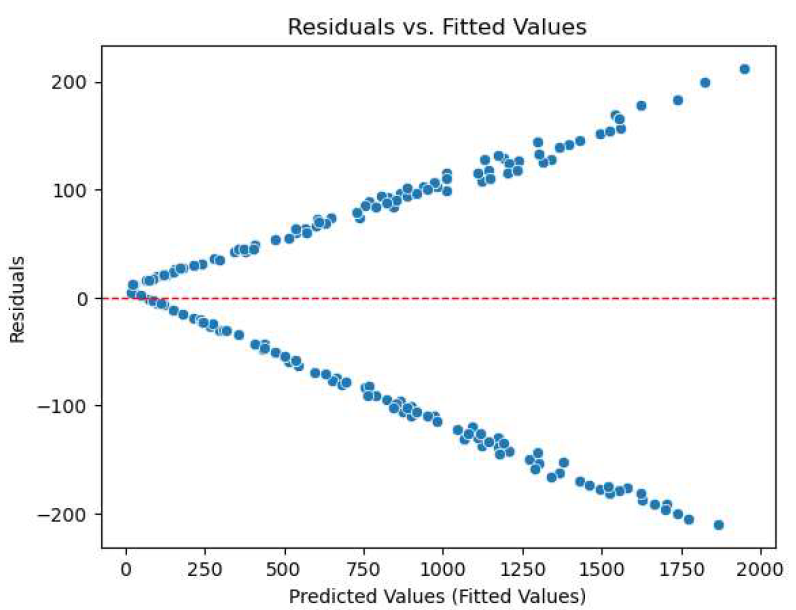 Residuals vs. Fitted Values
200
100
0
−100
−200
Residuals
0 250 500 750 1000 1250 1500 1750 2000
Predicted Values (Fitted Values)